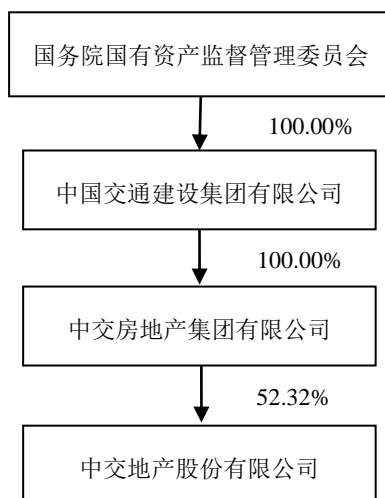 国务院国有资产监督管理委员会
100.00%
中国交通建设集团有限公司
100.00%
中交房地产集团有限公司
52.32%
中交地产股份有限公司